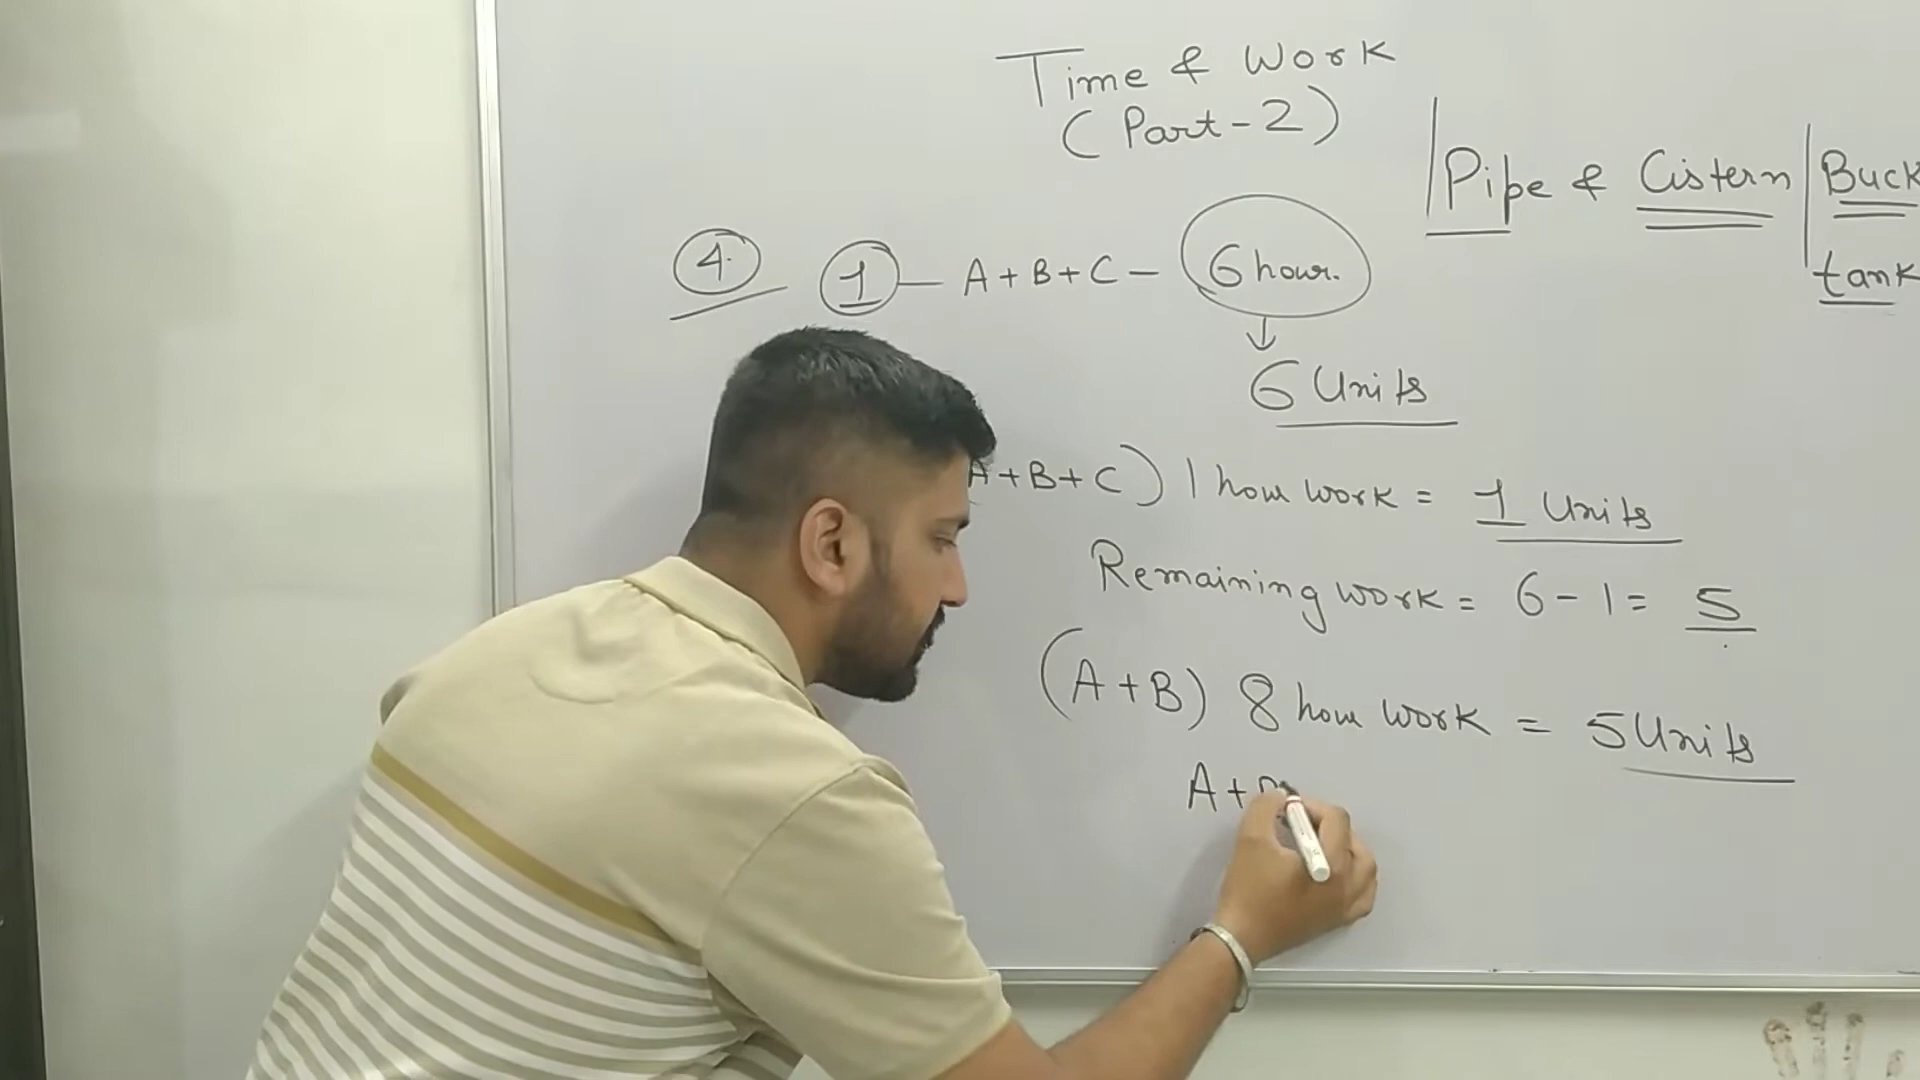 Time & Work
(Part-2)
Pipe & Cistern
Buck
tank
4. 1 - A+B+C - 6 hour.
↓
6 Units
A+B+C) 1 hour work = 1 Units
Remaining work = 6-1= 5
(A+B) 8 hour work = 5 Units
A+B